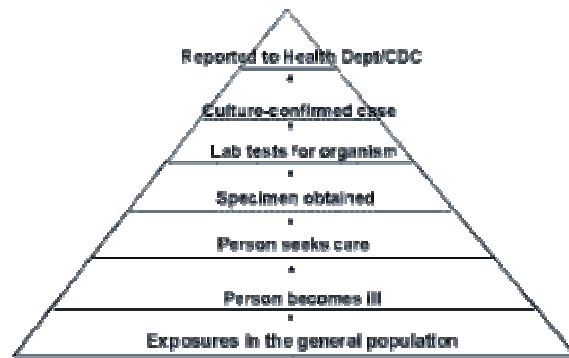 Reported to Health Dept/CDC
Culture-confirmed case
Lab tests for organism
Specimen obtained
Person seeks care
Person becomes ill
Exposures in the general population